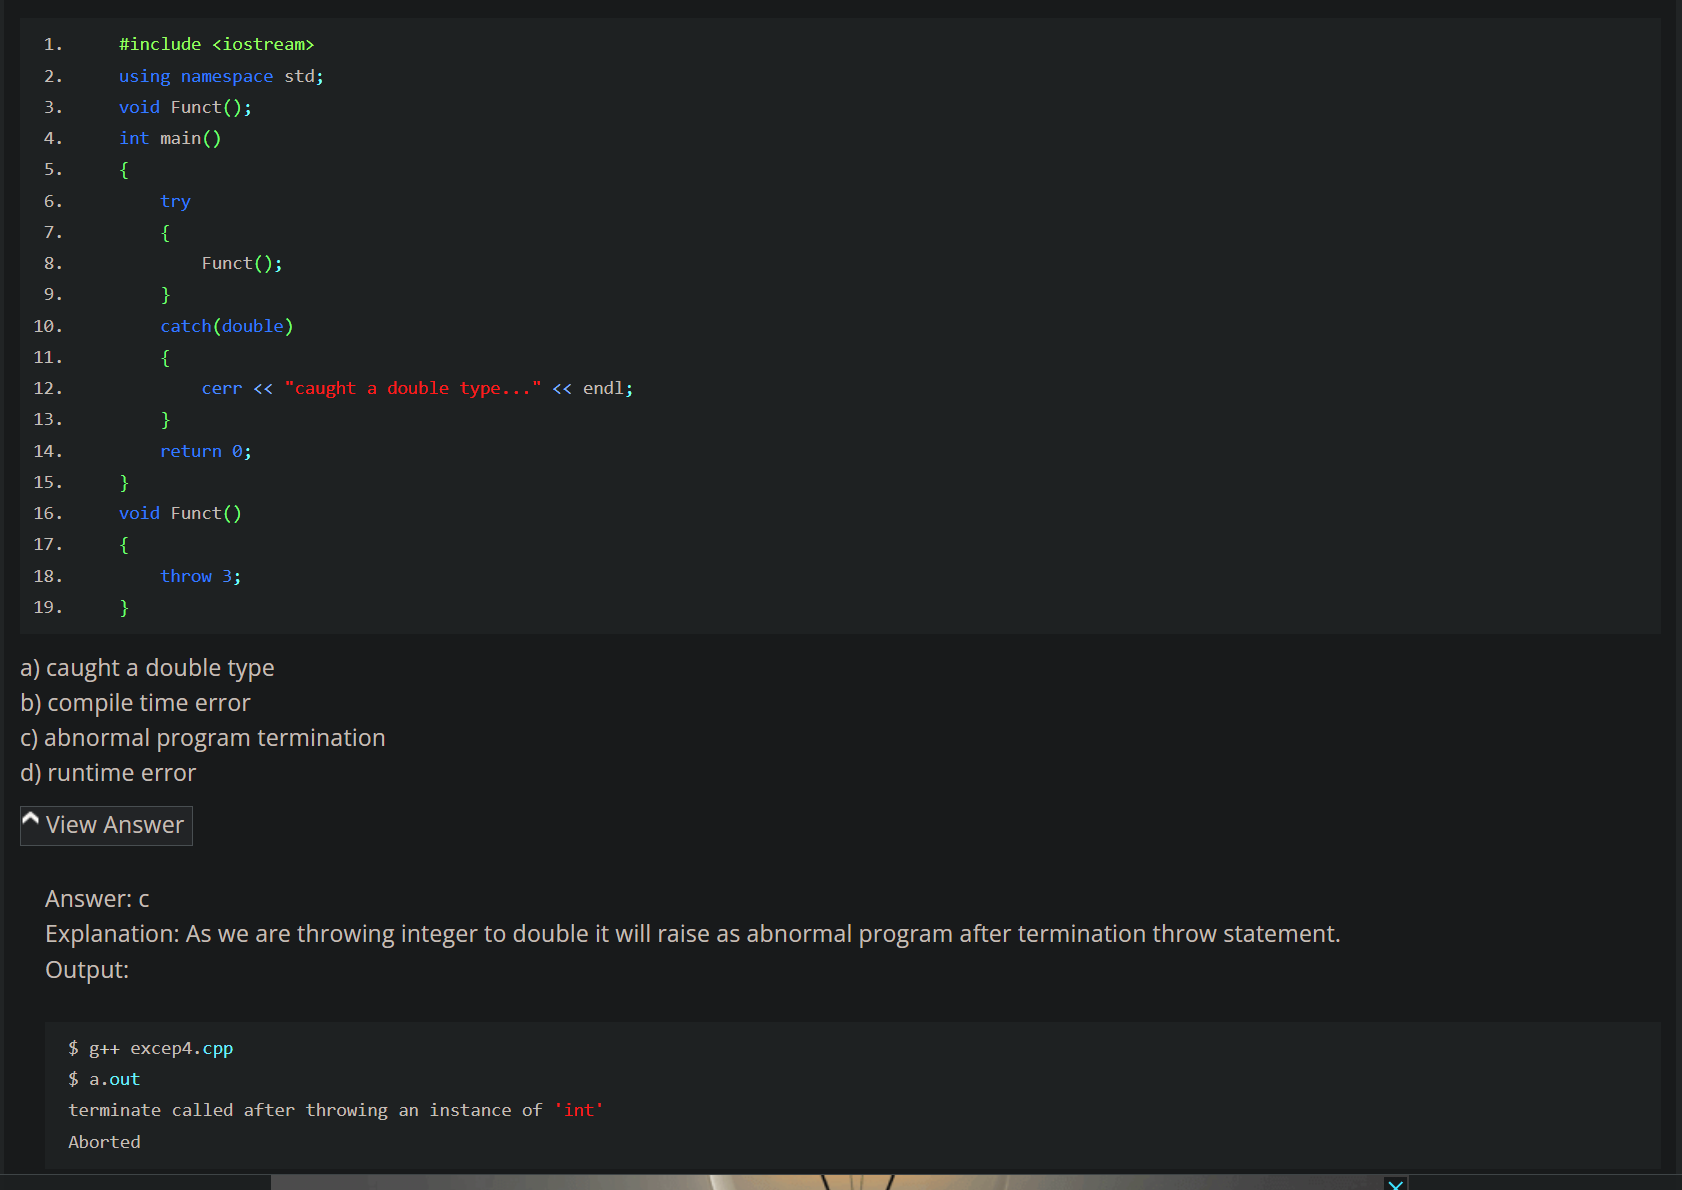 1. #include <iostream>
2. using namespace std;
3. void Funct();
4. int main()
5. {
6.     try
7.     {
8.         Funct();
9.     }
10.     catch(double)
11.     {
12.         cerr << "caught a double type..." << endl;
13.     }
14.     return 0;
15. }
16. void Funct()
17. {
18.     throw 3;
19. }
a) caught a double type
b) compile time error
c) abnormal program termination
d) runtime error
View Answer
Answer: c
Explanation: As we are throwing integer to double it will raise as abnormal program after termination throw statement.
Output:
$ g++ excep4.cpp
$ a.out
terminate called after throwing an instance of 'int'
Aborted